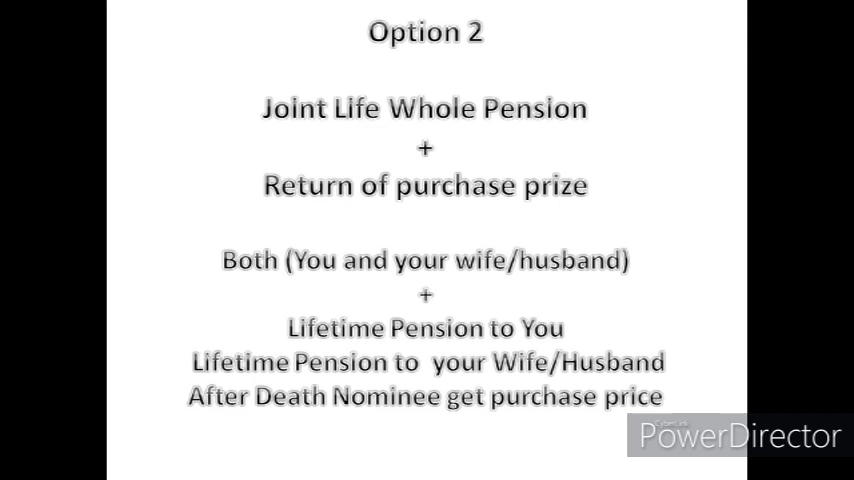 Option 2
Joint Life Whole Pension
+
Return of purchase prize
Both (You and your wife/husband)
+
Lifetime Pension to You
Lifetime Pension to your Wife/Husband
After Death Nominee get purchase price
CyberLink
PowerDirector